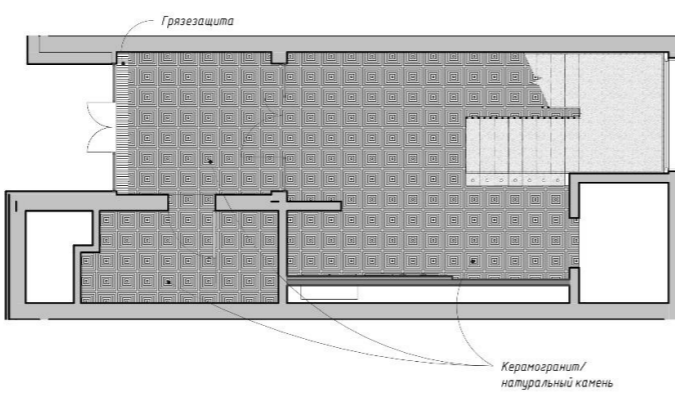 Грязезащита
Керамогранит/
натуральный камень